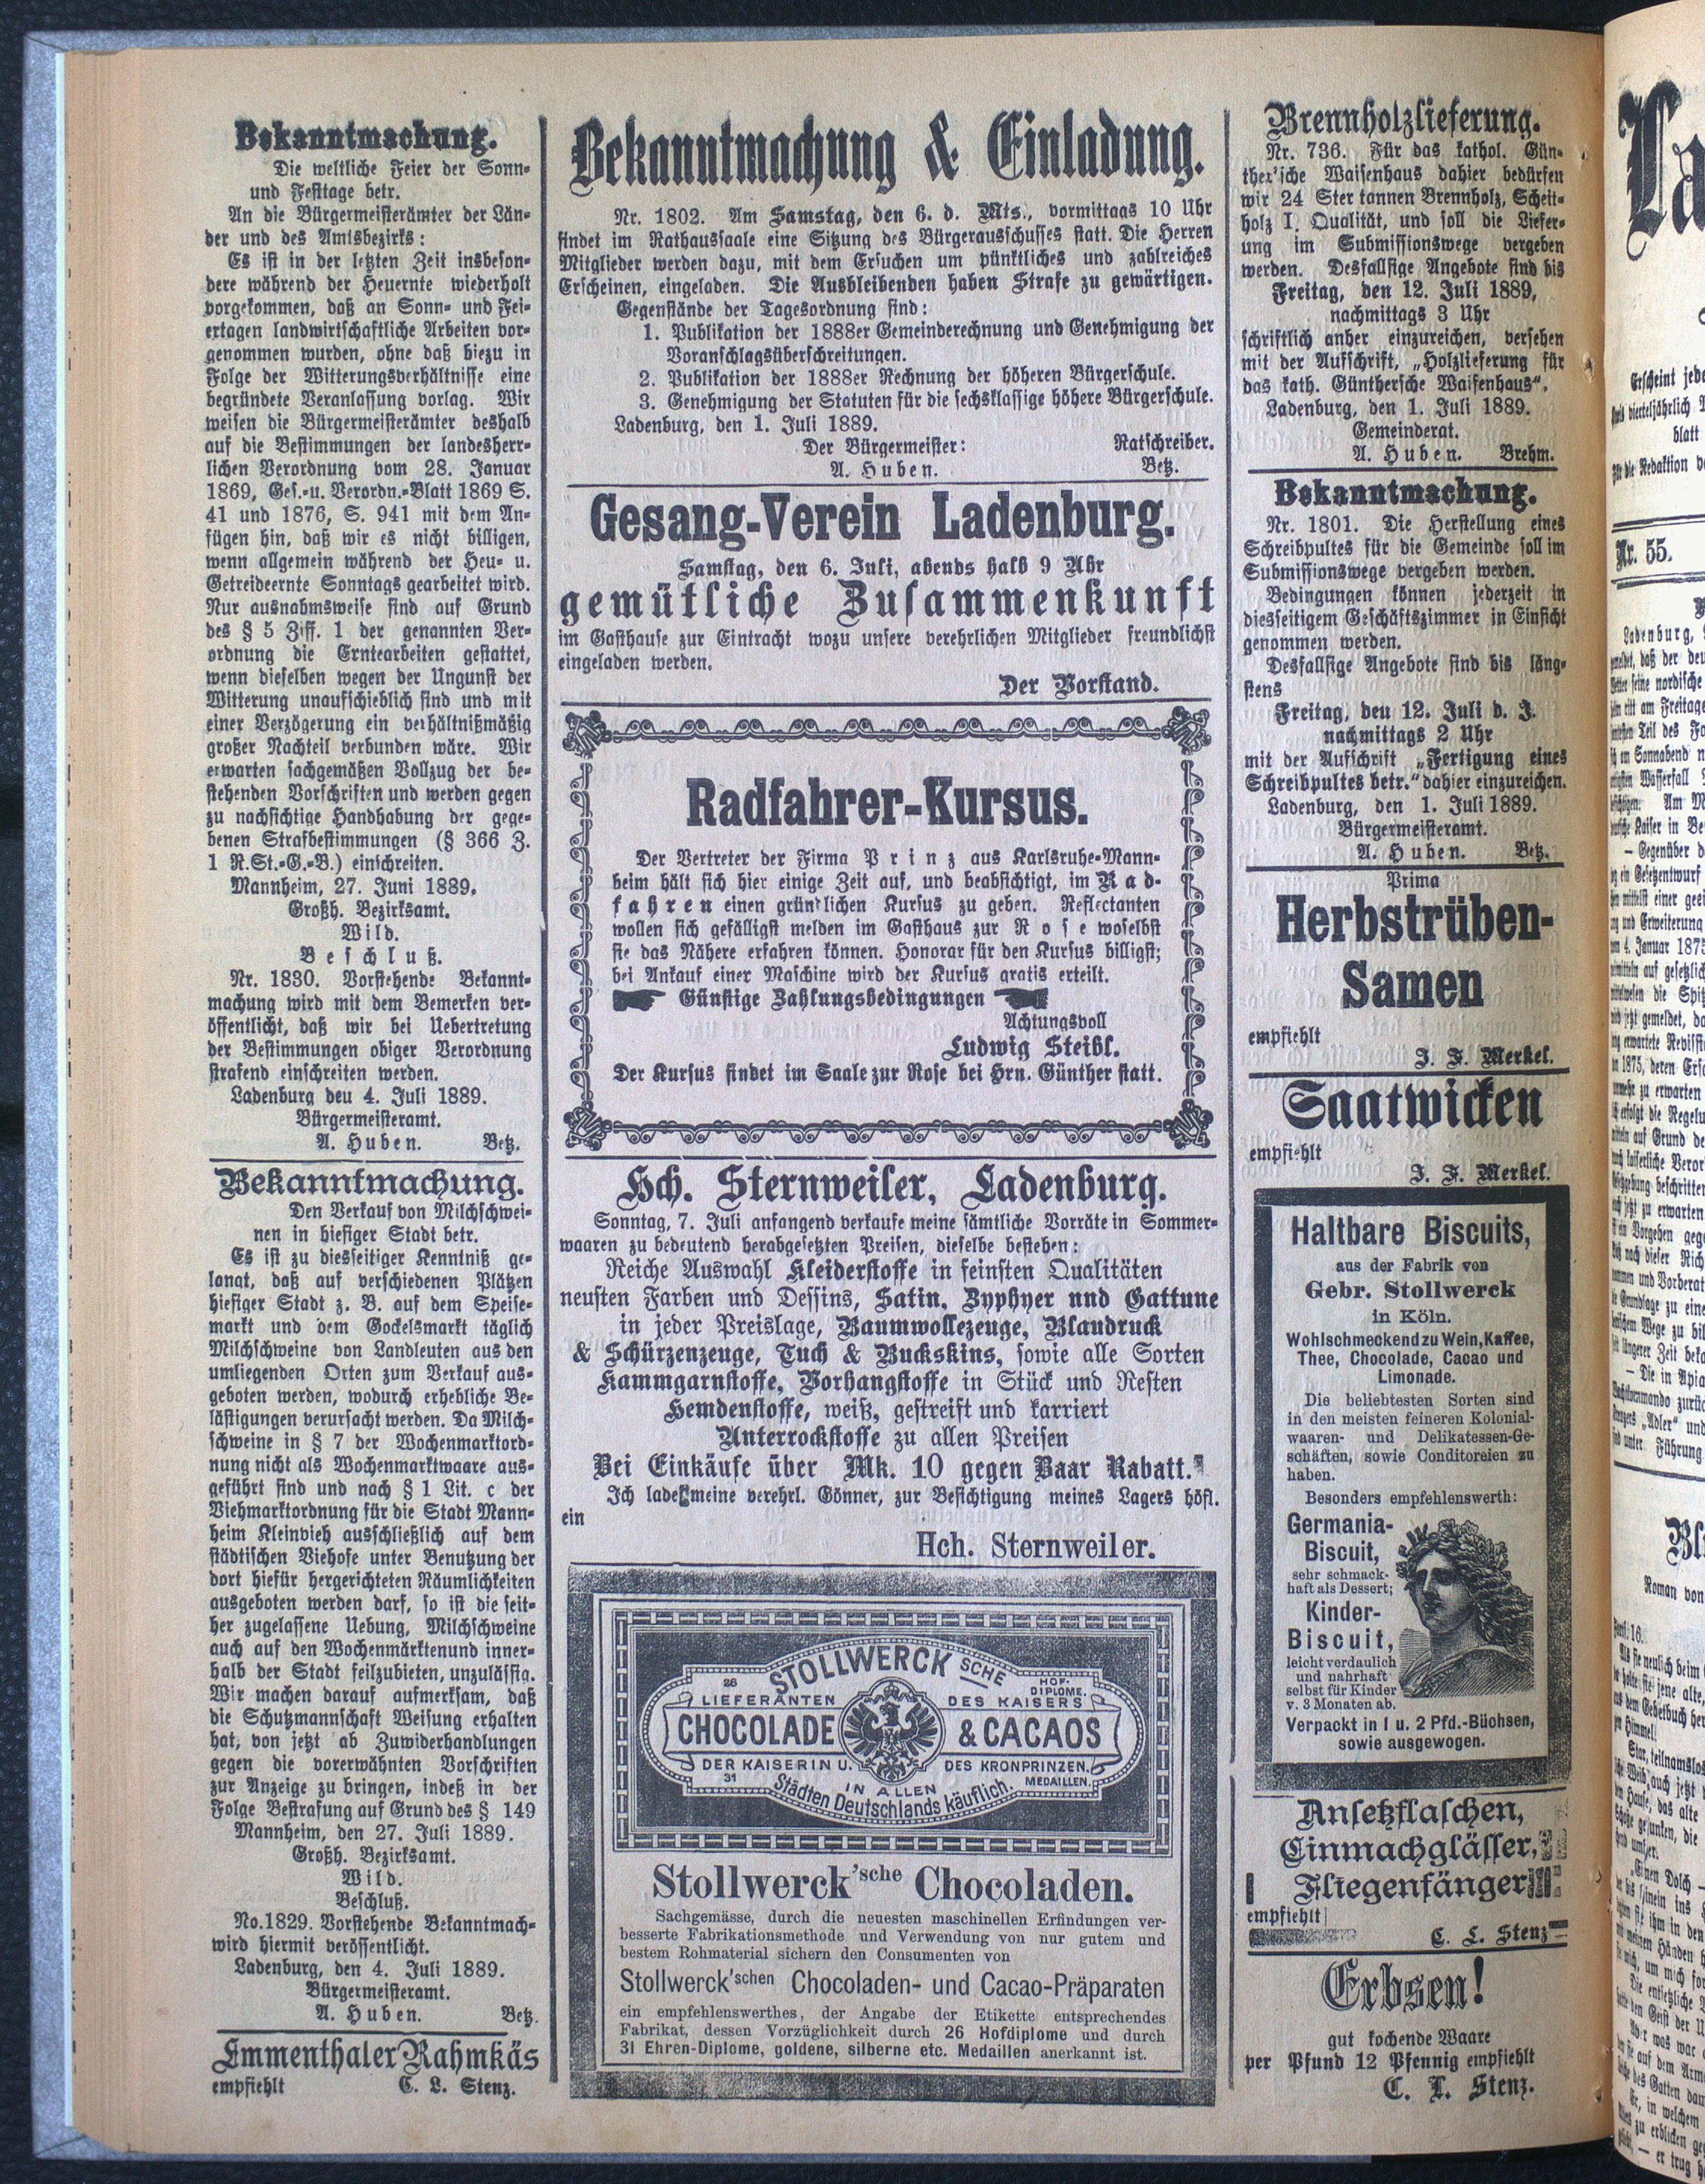 Bekanntmachung.
Die weltliche Feier der Sonn-
und Festtage betr.
An die Bürgermeisterämter der Län-
der und des Amtsbezirks:
Es ist in der letzten Zeit insbeson-
dere während der Heuernte wiederholt
vorgekommen, daß an Sonn- und Fei-
ertagen landwirtschaftliche Arbeiten vor-
genommen wurden, ohne daß hiezu in
Folge der Witterungsverhältnisse eine
begründete Veranlassung vorlag. Wir
weisen die Bürgermeisterämter deshalb
auf die Bestimmungen der landesherr-
lichen Verordnung vom 28. Januar
1869, Ges.-u. Verordn.-Blatt 1869 S.
41 und 1876, S. 941 mit dem An-
fügen hin, daß wir es nicht billigen,
wenn allgemein während der Heu- u.
Getreideernte Sonntags gearbeitet wird.
Nur ausnahmsweise sind auf Grund
des § 5 Ziff. 1 der genannten Ver-
ordnung die Erntearbeiten gestattet,
wenn dieselben wegen der Ungunst der
Witterung unaufschieblich sind und mit
einer Verzögerung ein verhältnißmäßig
großer Nachteil verbunden wäre. Wir
erwarten sachgemäßen Vollzug der be-
stehenden Vorschriften und werden gegen
zu nachsichtige Handhabung der gege-
benen Strafbestimmungen (§ 366 Z.
1 R.St.-G.-B.) einschreiten.
Mannheim, 27. Juni 1889.
Großh. Bezirksamt.
Wild.
Beschluß.
Nr. 1830. Vorstehende Bekannt-
machung wird mit dem Bemerken ver-
öffentlicht, daß wir bei Uebertretung
der Bestimmungen obiger Verordnung
strafend einschreiten werden.
Ladenburg deu 4. Juli 1889.
Bürgermeisteramt.
A. Huben. Betz.
Bekanntmachung.
Den Verkauf von Milchschwei-
nen in hiesiger Stadt betr.
Es ist zu diesseitiger Kenntniß ge-
langt, daß auf verschiedenen Plätzen
hiesiger Stadt z. B. auf dem Speise-
markt und dem Gockelsmarkt täglich
Milchschweine von Landleuten aus den
umliegenden Orten zum Verkauf aus-
geboten werden, wodurch erhebliche Be-
lästigungen verursacht werden. Da Milch-
schweine in § 7 der Wochenmarktord-
nung nicht als Wochenmarktwaare aus-
geführt sind und nach § 1 Lit. c der
Viehmarktordnung für die Stadt Mann-
heim Kleinvieh ausschließlich auf dem
städtischen Viehofe unter Benutzung der
dort hiefür hergerichteten Räumlichkeiten
ausgeboten werden darf, so ist die seit-
her zugelassene Uebung, Milchschweine
auch auf den Wochenmärktenund inner-
halb der Stadt feilzubieten, unzulässig.
Wir machen darauf aufmerksam, daß
die Schutzmannschaft Weisung erhalten
hat, von jetzt ab Zuwiderhandlungen
gegen die vorerwähnten Vorschriften
zur Anzeige zu bringen, indeß in der
Folge Bestrafung auf Grund des § 149
Mannheim, den 27. Juli 1889.
Großh. Bezirksamt.
Wild.
Beschluß.
No.1829. Vorstehende Bekanntmach-
wird hiermit veröffentlicht.
Ladenburg, den 4. Juli 1889.
Bürgermeisteramt.
A. Huben. Betz.
Emmenthaler Rahmkäs
empfiehlt C. L. Stenz.
Bekanntmachung & Einladung.
Nr. 1802. Am Samstag, den 6. d. Mts., vormittags 10 Uhr
findet im Rathaussaale eine Sitzung des Bürgerausschusses statt. Die Herren
Mitglieder werden dazu, mit dem Ersuchen um pünktliches und zahlreiches
Erscheinen, eingeladen. Die Ausbleibenden haben Strafe zu gewärtigen.
Gegenstände der Tagesordnung sind:
1. Publikation der 1888er Gemeinderechnung und Genehmigung der
Voranschlagsüberschreitungen.
2. Publikation der 1888er Rechnung der höheren Bürgerschule.
3. Genehmigung der Statuten für die sechsklassige höhere Bürgerschule.
Ladenburg, den 1. Juli 1889.
Der Bürgermeister: Ratschreiber.
A. Huben. Betz.
Gesang-Verein Ladenburg.
Samstag, den 6. Juli, abends halb 9 Uhr
gemütliche Zusammenkunft
im Gasthause zur Eintracht wozu unsere verehrlichen Mitglieder freundlichst
eingeladen werden.
Der Vorstand.
Radfahrer-Kursus.
Der Vertreter der Firma Prinz aus Karlsruhe-Mann-
heim hält sich hier einige Zeit auf, und beabsichtigt, im Rad-
fahren einen gründlichen Kursus zu geben. Reflectanten
wollen sich gefälligst melden im Gasthaus zur Rose woselbst
sie das Nähere erfahren können. Honorar für den Kursus billigst;
bei Ankauf einer Maschine wird der Kursus gratis erteilt.
Günstige Zahlungsbedingungen
Achtungsvoll
Ludwig Steibl.
Der Kursus findet im Saale zur Rose bei Hrn. Günther statt.
Hch. Sternweiler, Ladenburg.
Sonntag, 7. Juli anfangend verkaufe meine sämtliche Vorräte in Sommer-
waaren zu bedeutend herabgesetzten Preisen, dieselbe bestehen:
Reiche Auswahl Kleiderstoffe in feinsten Qualitäten
neusten Farben und Dessins, Satin, Zyphyer und Cattune
in jeder Preislage, Baumwollezeuge, Blaudruck
& Schürzenzeuge, Tuch & Buckskins, sowie alle Sorten
Kammgarnstoffe, Vorhangstoffe in Stück und Resten
Hemdenstoffe, weiß, gestreift und karriert
Unterrockstoffe zu allen Preisen
Bei Einkäufe über Mk. 10 gegen Baar Rabatt.
Ich lade meine verehrl. Gönner, zur Besichtigung meines Lagers höfl.
ein
Hch. Sternweiler.
STOLLWERCK'SCHE
26 HOF-DIPLOME.
LIEFERANTEN DES KAISERS
CHOCOLADE & CACAOS
DER KAISERIN U. DES KRONPRINZEN.
31 MEDAILLEN.
IN ALLEN
Städten Deutschlands käuflich.
Stollwerck'sche Chocoladen.
Sachgemässe, durch die neuesten maschinellen Erfindungen ver-
besserte Fabrikationsmethode und Verwendung von nur gutem und
bestem Rohmaterial sichern den Consumenten von
Stollwerck'schen Chocoladen- und Cacao-Präparaten
ein empfehlenswerthes, der Angabe der Etikette entsprechendes
Fabrikat, dessen Vorzüglichkeit durch 26 Hofdiplome und durch
31 Ehren-Diplome, goldene, silberne etc. Medaillen anerkannt ist.
Brennholzlieferung.
Nr. 736. Für das kathol. Gün-
ther'sche Waisenhaus dahier bedürfen
wir 24 Ster tannen Brennholz, Scheit-
holz I. Qualität, und soll die Liefer-
ung im Submissionswege vergeben
werden. Desfallsige Angebote sind bis
Freitag, den 12. Juli 1889,
nachmittags 3 Uhr
schriftlich anher einzureichen, versehen
mit der Aufschrift, „Holzlieferung für
das kath. Günthersche Waisenhaus".
Ladenburg, den 1. Juli 1889.
Gemeinderat.
A. Huben. Brehm.
Bekanntmachung.
Nr. 1801. Die Herstellung eines
Schreibpultes für die Gemeinde soll im
Submissionswege vergeben werden.
Bedingungen können jederzeit in
diesseitigem Geschäftszimmer in Einsicht
genommen werden.
Desfallsige Angebote sind bis läng-
stens
Freitag, den 12. Juli d. J.
nachmittags 2 Uhr
mit der Aufschrift „Fertigung eines
Schreibpultes betr." dahier einzureichen.
Ladenburg, den 1. Juli 1889.
Bürgermeisteramt.
A. Huben. Betz.
Prima
Herbstrüben-
Samen
empfiehlt
J. F. Merkel.
Saatwicken
empfiehlt
J. F. Merkel.
Haltbare Biscuits,
aus der Fabrik von
Gebr. Stollwerck
in Köln.
Wohlschmeckend zu Wein, Kaffee,
Thee, Chocolade, Cacao und
Limonade.
Die beliebtesten Sorten sind
in den meisten feineren Kolonial-
waaren- und Delikatessen-Ge-
schäften, sowie Conditoreien zu
haben.
Besonders empfehlenswerth:
Germania-
Biscuit,
sehr schmack-
haft als Dessert;
Kinder-
Biscuit,
leicht verdaulich
und nahrhaft
selbst für Kinder
v. 3 Monaten ab.
Verpackt in 1 u. 2 Pfd.-Büchsen,
sowie ausgewogen.
Ansetzflaschen,
Einmachgläsfer,
Fliegenfänger
empfiehlt
C. L. Stenz
Erbsen!
gut kochende Waare
per Pfund 12 Pfennig empfiehlt
C. L. Stenz.
La
Erscheint jede
vierteljährlich
blatt
Nr. 55.
Roman von